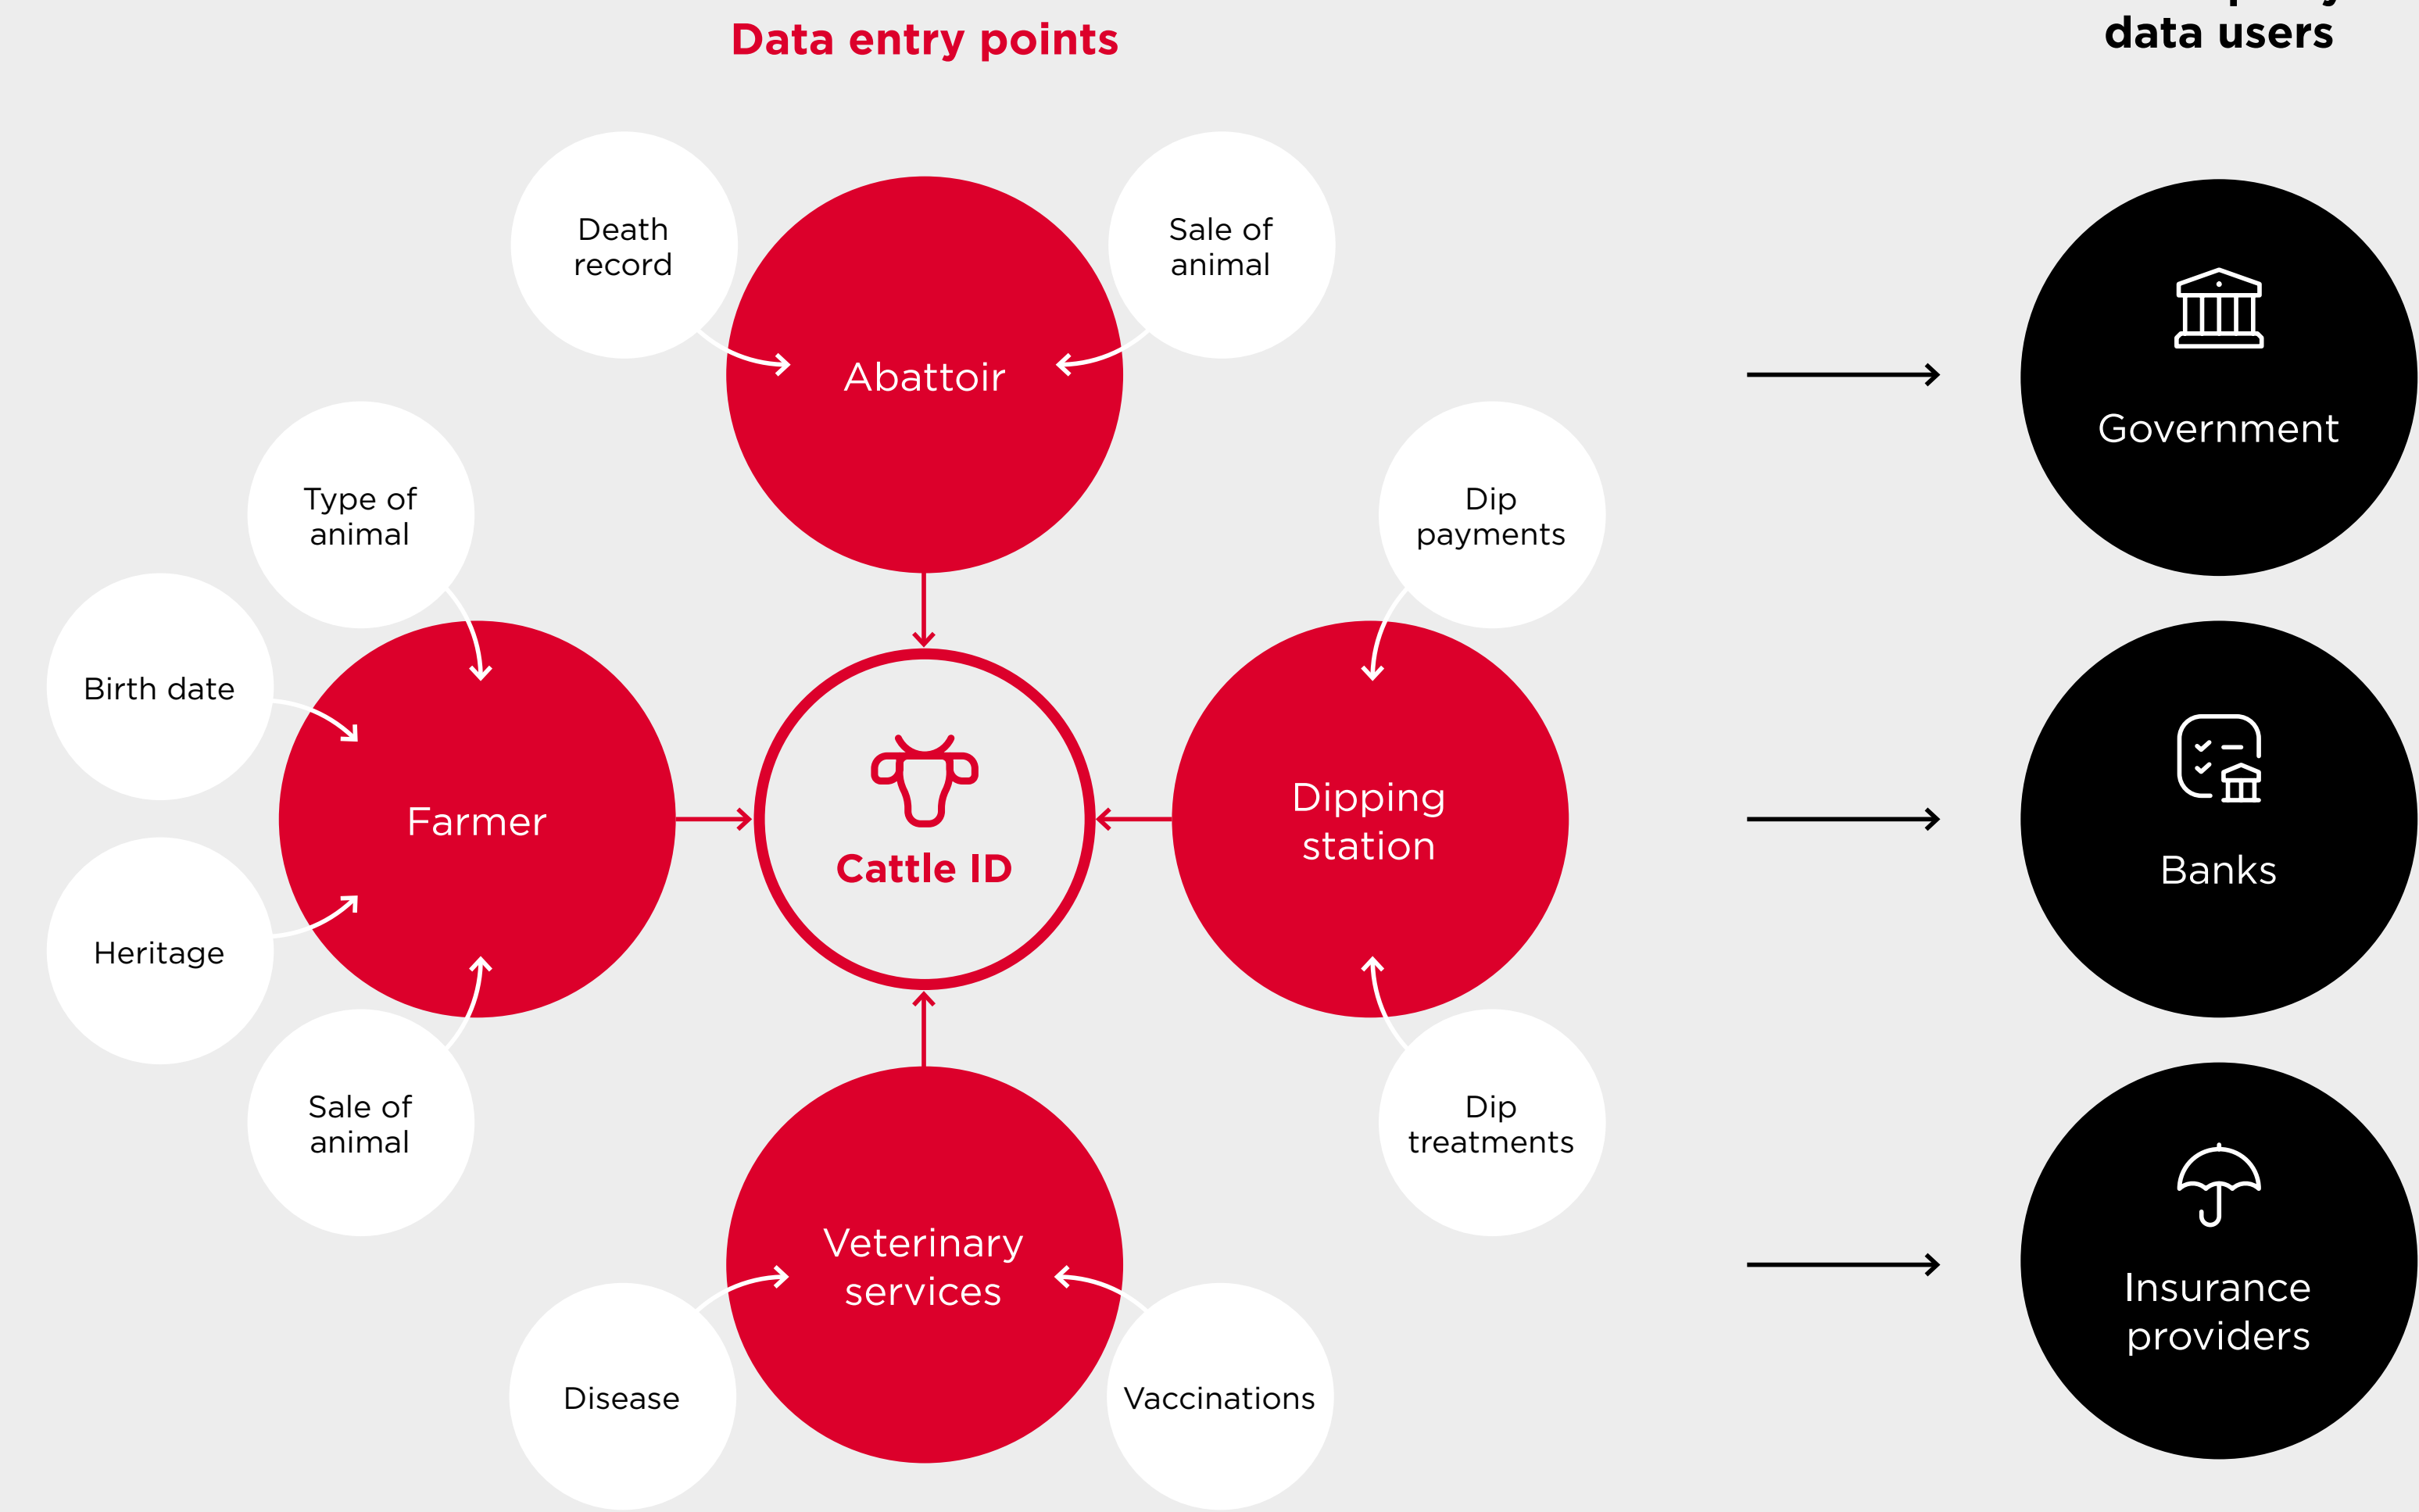 Data entry points
data users
Death
record
Sale of
animal
Abattoir
Government
Type of
animal
Dip
payments
Birth date
Farmer
Cattle ID
Dipping
station
Banks
Heritage
Sale of
animal
Dip
treatments
Veterinary
services
Insurance
providers
Disease
Vaccinations